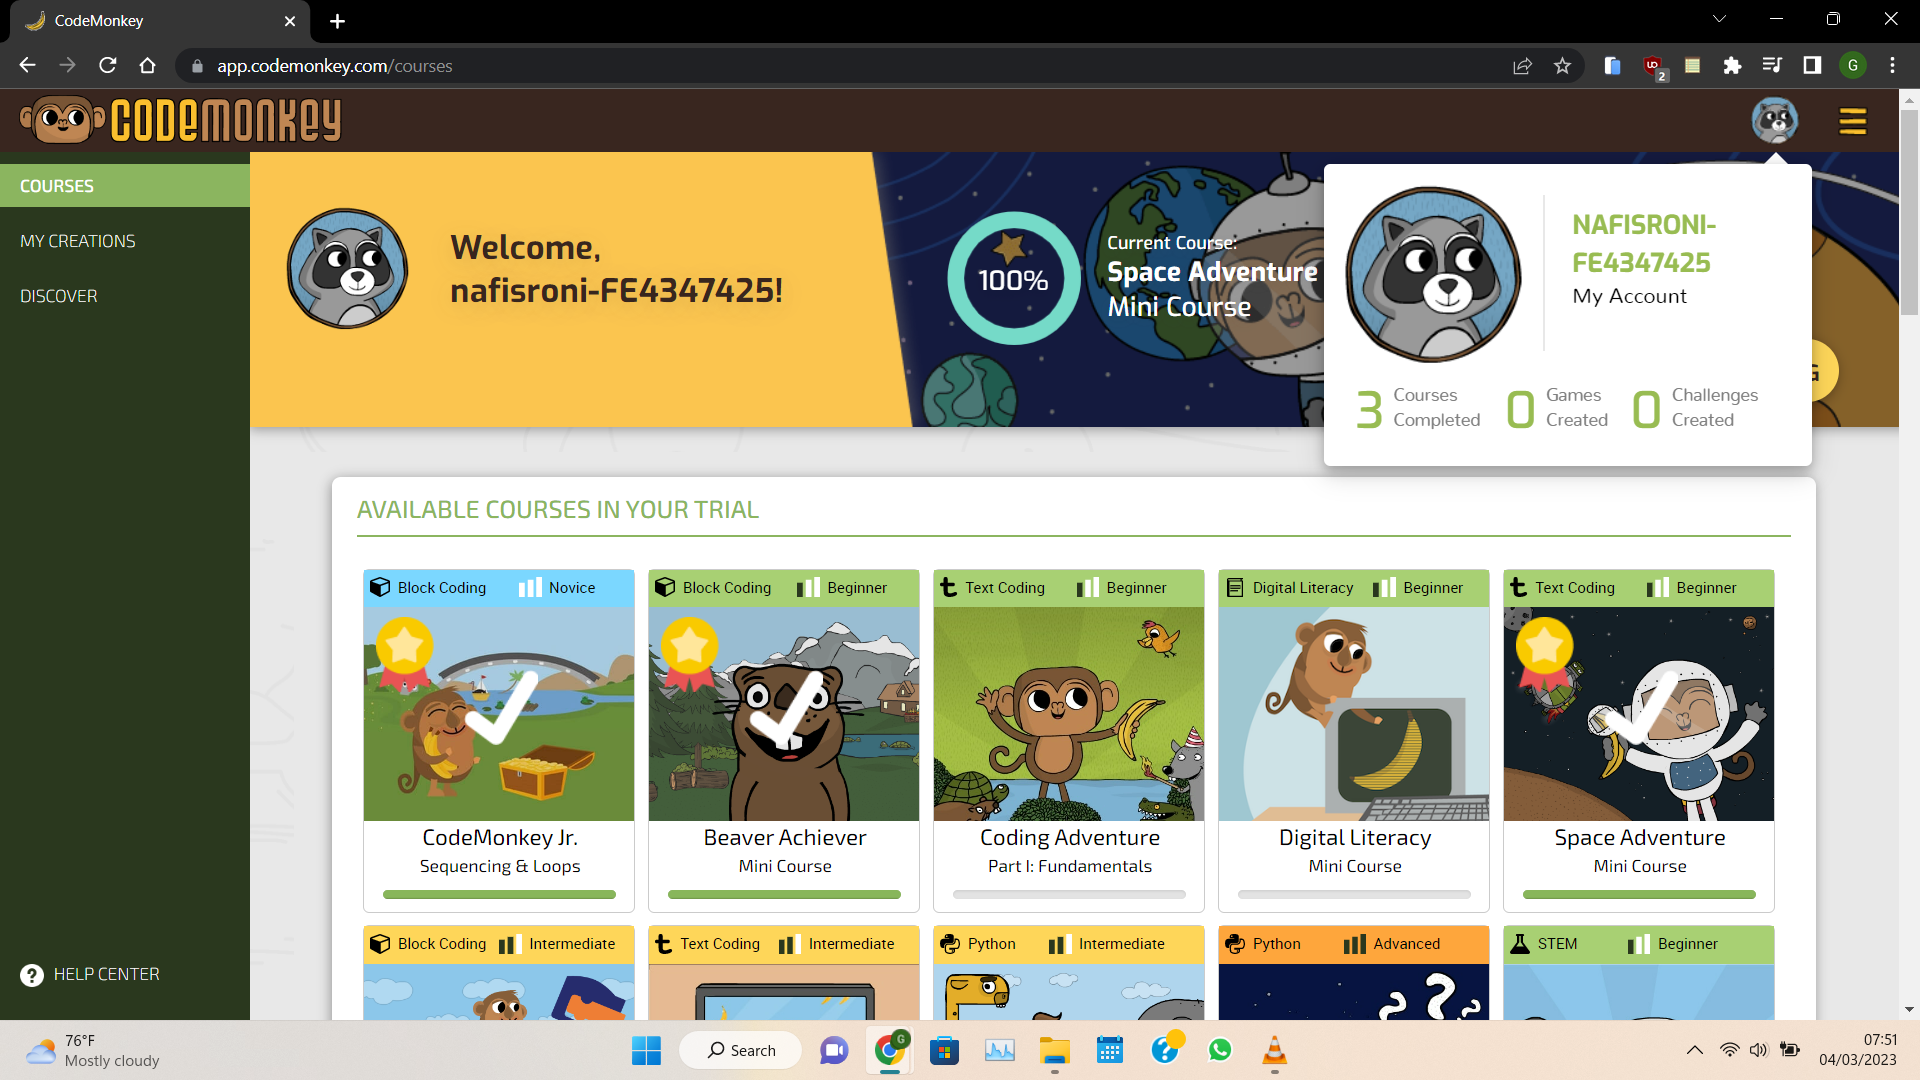 CodeMonkey
app.codemonkey.com/courses
2
G
CODEMONKEY
COURSES
MY CREATIONS
DISCOVER
HELP CENTER
Welcome,
nafisroni-FE4347425!
100%
Current Course:
Space Adventure
Mini Course
NAFISRONI-
FE4347425
My Account
3 Courses Completed
0 Games Created
0 Challenges Created
AVAILABLE COURSES IN YOUR TRIAL
Block Coding Novice
CodeMonkey Jr.
Sequencing & Loops
Block Coding Beginner
Beaver Achiever
Mini Course
Text Coding Beginner
Coding Adventure
Part I: Fundamentals
Digital Literacy Beginner
Digital Literacy
Mini Course
Text Coding Beginner
Space Adventure
Mini Course
Block Coding Intermediate
Text Coding Intermediate
Python Intermediate
Python Advanced
STEM Beginner
76°F
Mostly cloudy
Search
G
07:51
04/03/2023